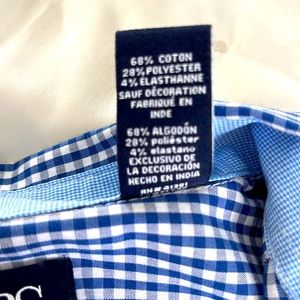 68% COTON
28% POLYESTER
4% ELASTHANNE
SAUF DÉCORATION
FABRIQUÉ EN
INDE
68% ALGODÓN
28% poliéster
4% elastano
EXCLUSIVO DE
LA DECORACIÓN
HECHO EN INDIA